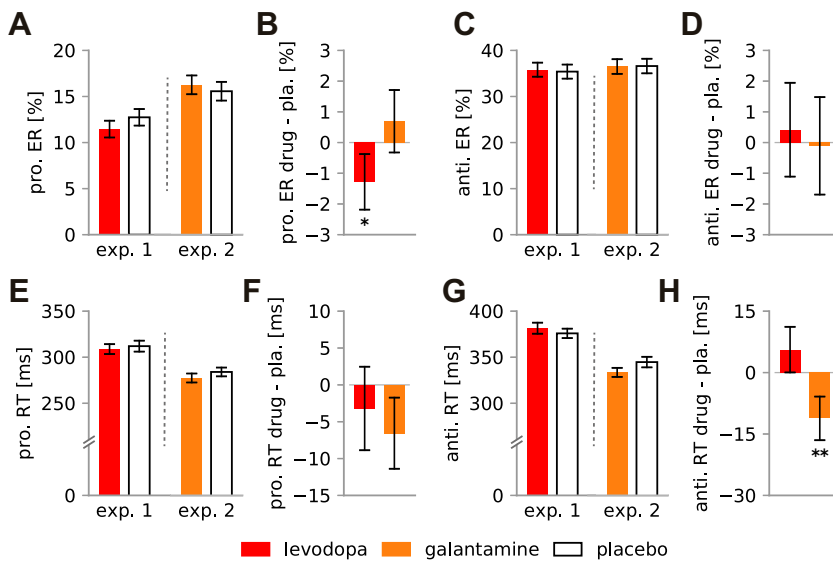 A
pro. ER [%]
20
15
10
5
0
exp. 1
exp. 2
B
pro. ER drug - pla. [%]
3
2
1
0
−1
−2
−3
*
C
anti. ER [%]
40
30
20
10
0
exp. 1
exp. 2
D
anti. ER drug - pla. [%]
3
2
1
0
−1
−2
−3
E
pro. RT [ms]
350
300
250
0
exp. 1
exp. 2
F
pro. RT drug - pla. [ms]
10
5
0
−5
−10
−15
G
anti. RT [ms]
400
350
300
0
exp. 1
exp. 2
H
anti. RT drug - pla. [ms]
15
0
−15
−30
**
levodopa
galantamine
placebo